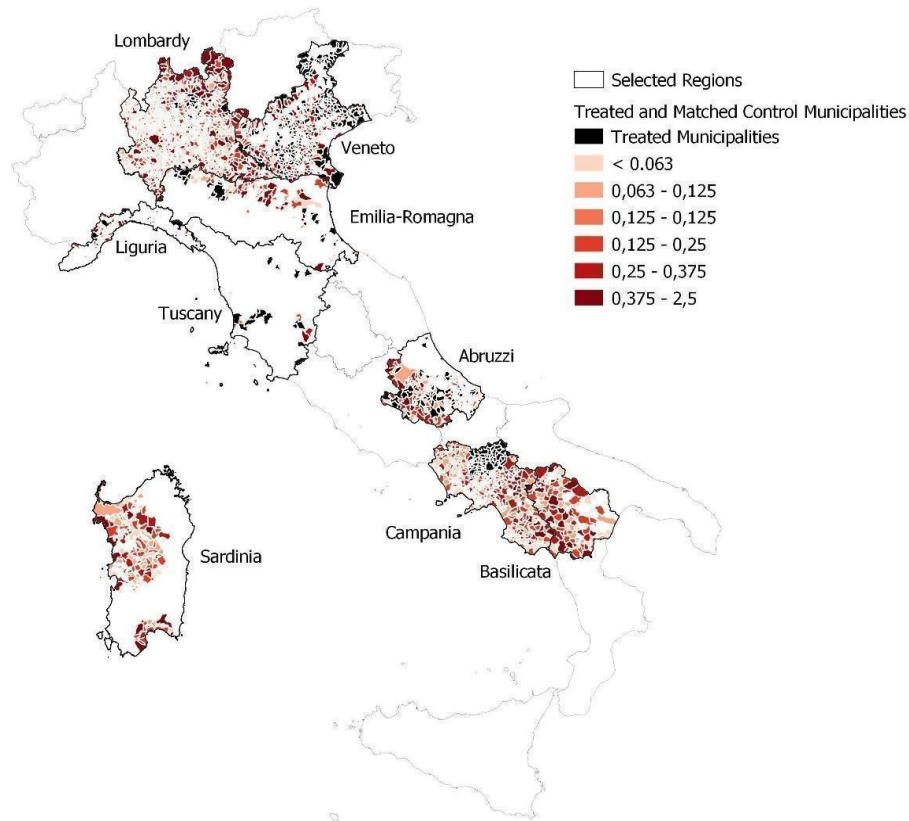 Lombardy
Selected Regions
Treated and Matched Control Municipalities
Treated Municipalities
< 0.063
0,063 - 0,125
0,125 - 0,125
0,125 - 0,25
0,25 - 0,375
0,375 - 2,5
Veneto
Emilia-Romagna
Liguria
Tuscany
Abruzzi
Campania
Sardinia
Basilicata